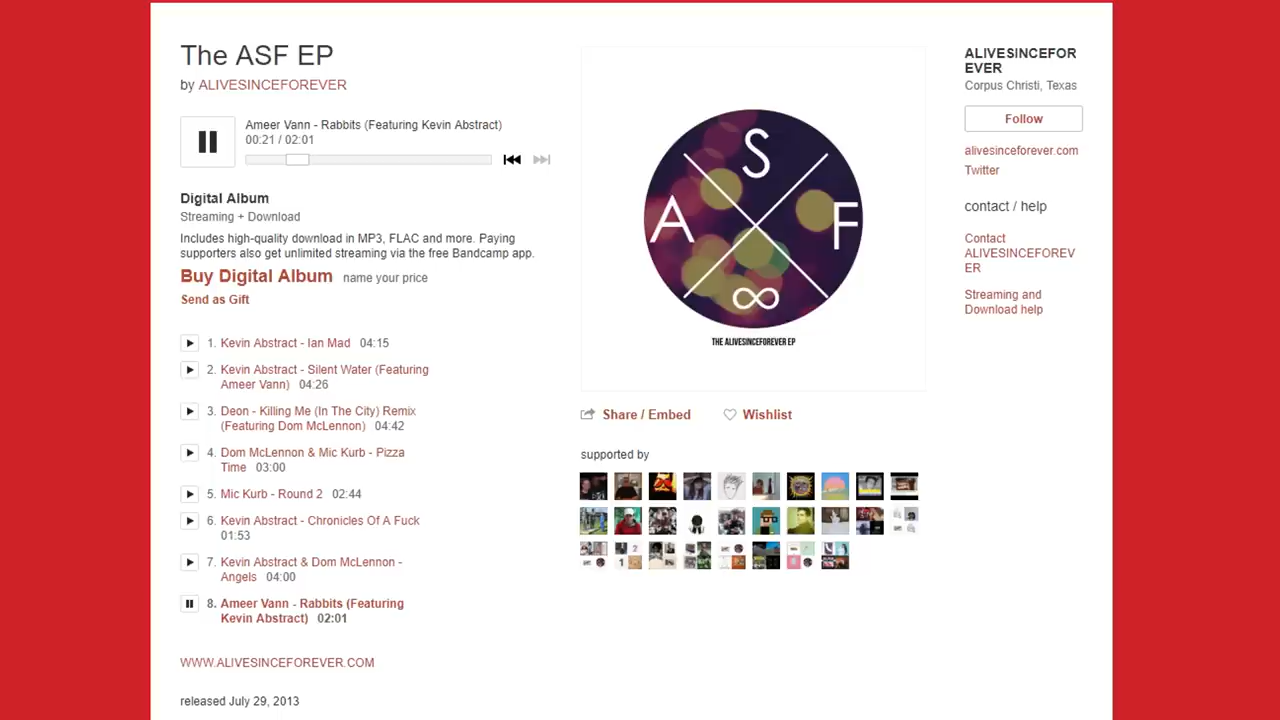 The ASF EP
by ALIVESINCEFOREVER
Ameer Vann - Rabbits (Featuring Kevin Abstract)
00:21 / 02:01
Digital Album
Streaming + Download
Includes high-quality download in MP3, FLAC and more. Paying
supporters also get unlimited streaming via the free Bandcamp app.
Buy Digital Album name your price
Send as Gift
1. Kevin Abstract - Ian Mad 04:15
2. Kevin Abstract - Silent Water (Featuring
Ameer Vann) 04:26
3. Deon - Killing Me (In The City) Remix
(Featuring Dom McLennon) 04:42
4. Dom McLennon & Mic Kurb - Pizza
Time 03:00
5. Mic Kurb - Round 2 02:44
6. Kevin Abstract - Chronicles Of A Fuck
01:53
7. Kevin Abstract & Dom McLennon -
Angels 04:00
8. Ameer Vann - Rabbits (Featuring
Kevin Abstract) 02:01
WWW.ALIVESINCEFOREVER.COM
released July 29, 2013
S
A F
∞
THE ALIVESINCEFOREVER EP
Share / Embed Wishlist
supported by
ALIVESINCEFOR
EVER
Corpus Christi, Texas
Follow
alivesinceforever.com
Twitter
contact / help
Contact
ALIVESINCEFOREV
ER
Streaming and
Download help